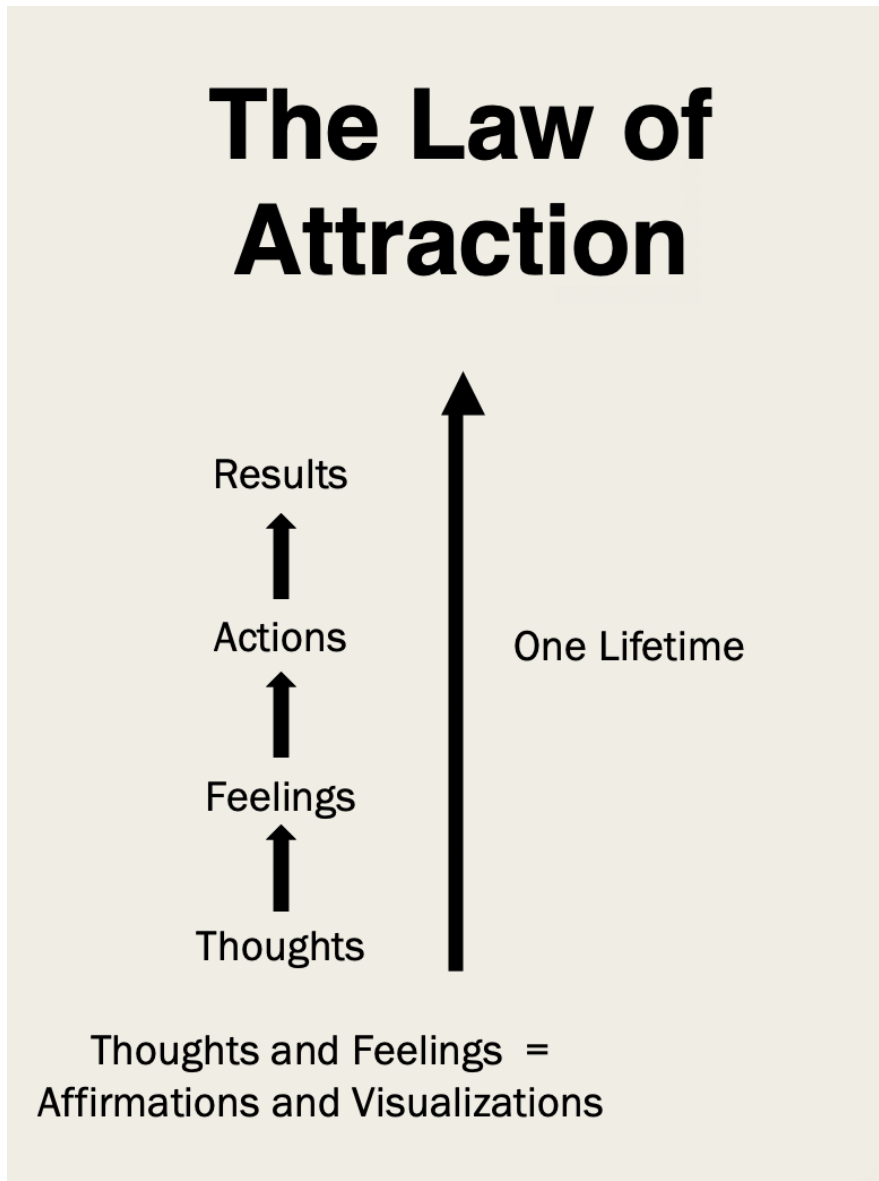 The Law of
Attraction
Results
Actions
One Lifetime
Feelings
Thoughts
Thoughts and Feelings =
Affirmations and Visualizations